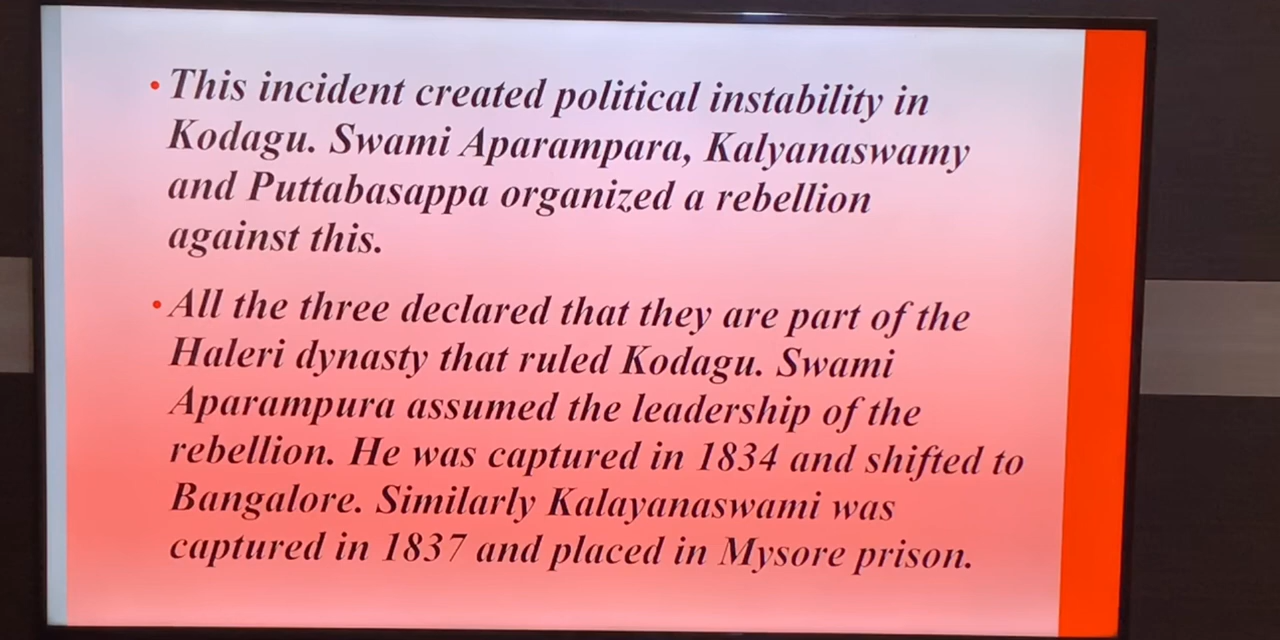 • This incident created political instability in
Kodagu. Swami Aparampara, Kalyanaswamy
and Puttabasappa organized a rebellion
against this.
• All the three declared that they are part of the
Haleri dynasty that ruled Kodagu. Swami
Aparampura assumed the leadership of the
rebellion. He was captured in 1834 and shifted to
Bangalore. Similarly Kalayanaswami was
captured in 1837 and placed in Mysore prison.